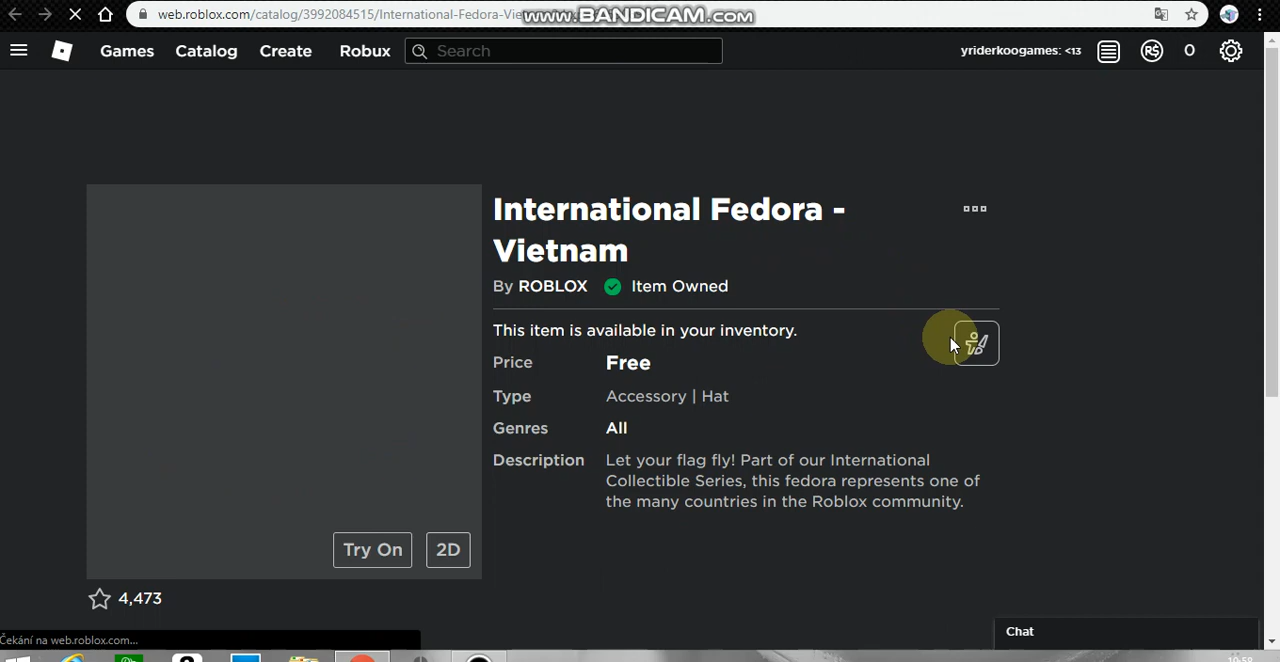 web.roblox.com/catalog/3992084515/International-Fedora-Vie
www.BANDICAM.com
Games Catalog Create Robux Search yriderkoogames: <13 R$ 0
International Fedora -
Vietnam
By ROBLOX Item Owned
This item is available in your inventory.
Price Free
Type Accessory | Hat
Genres All
Description Let your flag fly! Part of our International
Collectible Series, this fedora represents one of
the many countries in the Roblox community.
Try On 2D
4,473
Chat
Čekání na web.roblox.com...